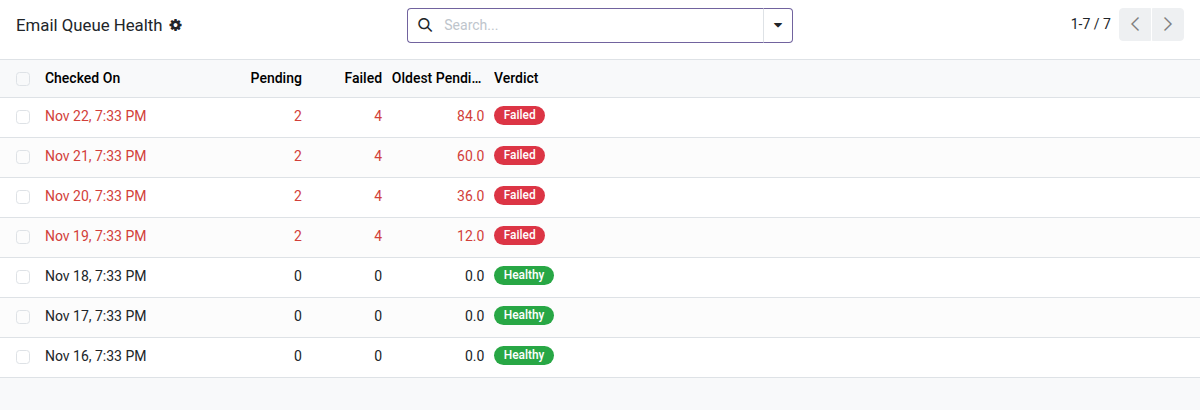 Email Queue Health
Search...
1-7 / 7
Checked On Pending Failed Oldest Pendi... Verdict
Nov 22, 7:33 PM 2 4 84.0 Failed
Nov 21, 7:33 PM 2 4 60.0 Failed
Nov 20, 7:33 PM 2 4 36.0 Failed
Nov 19, 7:33 PM 2 4 12.0 Failed
Nov 18, 7:33 PM 0 0 0.0 Healthy
Nov 17, 7:33 PM 0 0 0.0 Healthy
Nov 16, 7:33 PM 0 0 0.0 Healthy